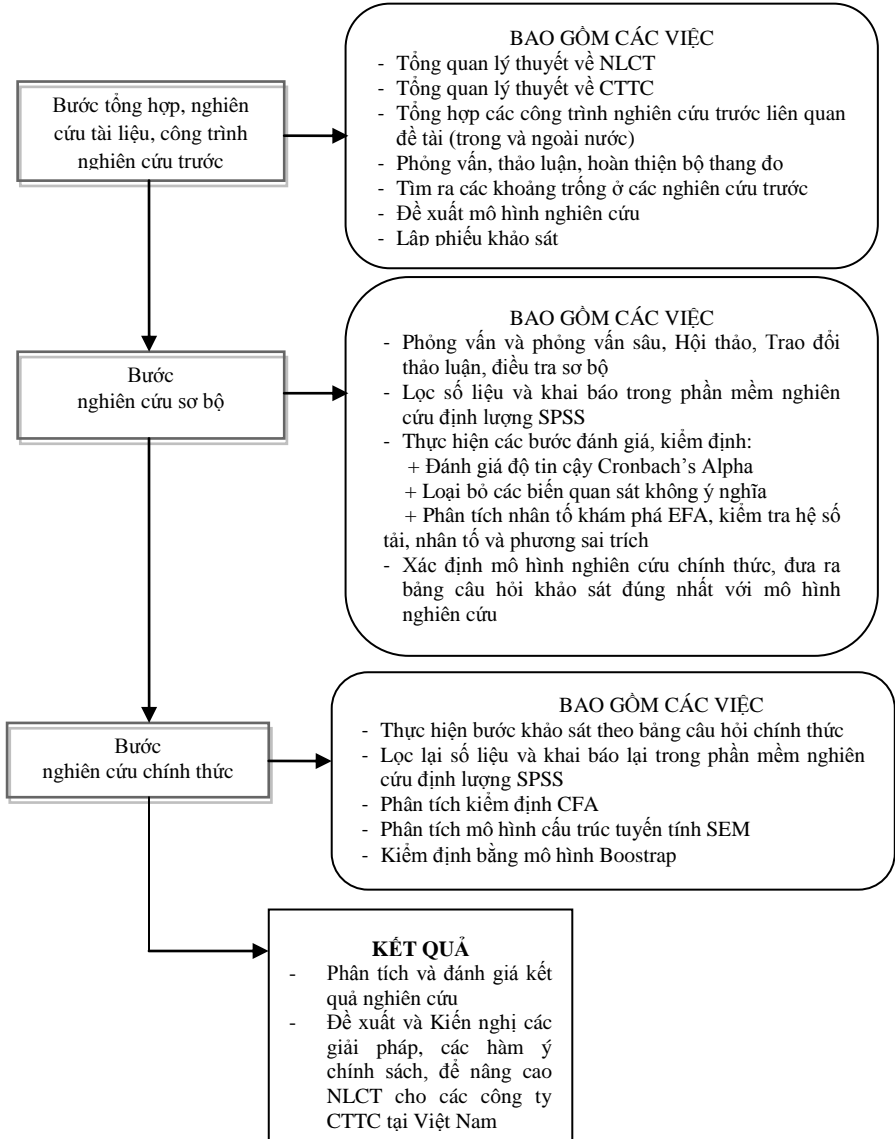 BAO GỒM CÁC VIỆC
- Tổng quan lý thuyết về NLCT
- Tổng quan lý thuyết về CTTC
- Tổng hợp các công trình nghiên cứu trước liên quan
đề tài (trong và ngoài nước)
- Phỏng vấn, thảo luận, hoàn thiện bộ thang đo
- Tìm ra các khoảng trống ở các nghiên cứu trước
- Đề xuất mô hình nghiên cứu
- Lập phiếu khảo sát
Bước tổng hợp, nghiên
cứu tài liệu, công trình
nghiên cứu trước
BAO GỒM CÁC VIỆC
- Phỏng vấn và phỏng vấn sâu, Hội thảo, Trao đổi
thảo luận, điều tra sơ bộ
- Lọc số liệu và khai báo trong phần mềm nghiên
cứu định lượng SPSS
- Thực hiện các bước đánh giá, kiểm định:
+ Đánh giá độ tin cậy Cronbach's Alpha
+ Loại bỏ các biến quan sát không ý nghĩa
+ Phân tích nhân tố khám phá EFA, kiểm tra hệ số
tải, nhân tố và phương sai trích
- Xác định mô hình nghiên cứu chính thức, đưa ra
bảng câu hỏi khảo sát đúng nhất với mô hình
nghiên cứu
Bước
nghiên cứu sơ bộ
BAO GỒM CÁC VIỆC
- Thực hiện bước khảo sát theo bảng câu hỏi chính thức
- Lọc lại số liệu và khai báo lại trong phần mềm nghiên
cứu định lượng SPSS
- Phân tích kiểm định CFA
- Phân tích mô hình cấu trúc tuyến tính SEM
- Kiểm định bằng mô hình Boostrap
Bước
nghiên cứu chính thức
KẾT QUẢ
- Phân tích và đánh giá kết
quả nghiên cứu
- Đề xuất và Kiến nghị các
giải pháp, các hàm ý
chính sách, để nâng cao
NLCT cho các công ty
CTTC tại Việt Nam